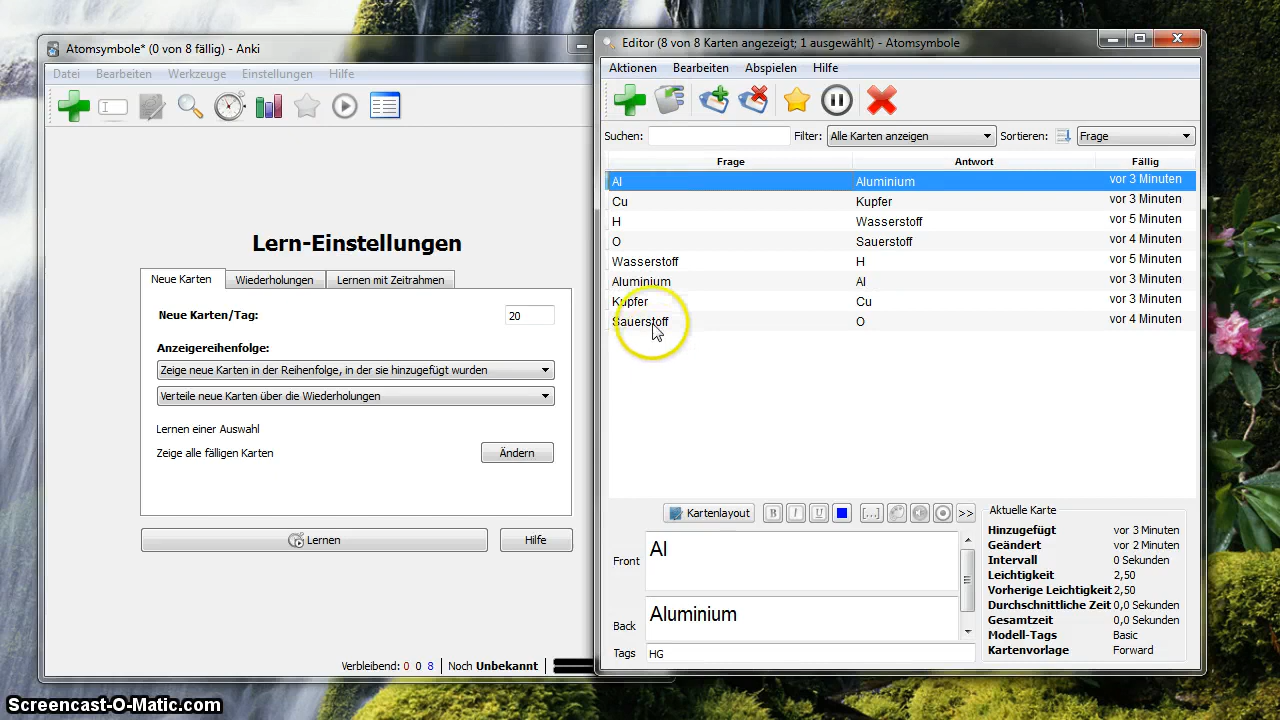 Atomsymbole* (0 von 8 fällig) - Anki
Datei Bearbeiten Werkzeuge Einstellungen Hilfe
Lern-Einstellungen
Neue Karten Wiederholungen Lernen mit Zeitrahmen
Neue Karten/Tag: 20
Anzeigereihenfolge:
Zeige neue Karten in der Reihenfolge, in der sie hinzugefügt wurden
Verteile neue Karten über die Wiederholungen
Lernen einer Auswahl
Zeige alle fälligen Karten Ändern
Lernen Hilfe
Verbleibend: 0 0 8 Noch Unbekannt
Editor (8 von 8 Karten angezeigt; 1 ausgewählt) - Atomsymbole
Aktionen Bearbeiten Abspielen Hilfe
Suchen: Filter: Alle Karten anzeigen Sortieren: Frage
Frage Antwort Fällig
Al Aluminium vor 3 Minuten
Cu Kupfer vor 3 Minuten
H Wasserstoff vor 5 Minuten
O Sauerstoff vor 4 Minuten
Wasserstoff H vor 5 Minuten
Aluminium Al vor 3 Minuten
Kupfer Cu vor 3 Minuten
Sauerstoff O vor 4 Minuten
Kartenlayout B I U [...] >>
Front Al
Back Aluminium
Tags HG
Aktuelle Karte
Hinzugefügt vor 3 Minuten
Geändert vor 2 Minuten
Intervall 0 Sekunden
Leichtigkeit 2,50
Vorherige Leichtigkeit 2,50
Durchschnittliche Zeit 0,0 Sekunden
Gesamtzeit 0,0 Sekunden
Modell-Tags Basic
Kartenvorlage Forward
Screencast-O-Matic.com